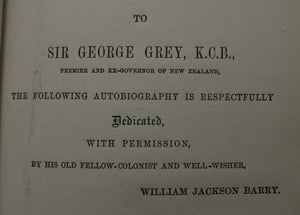 TO
SIR GEORGE GREY, K.C.B.,
PREMIER AND EX-GOVERNOR OF NEW ZEALAND,
THE FOLLOWING AUTOBIOGRAPHY IS RESPECTFULLY
Dedicated,
WITH PERMISSION,
BY HIS OLD FELLOW-COLONIST AND WELL-WISHER,
WILLIAM JACKSON BARRY.